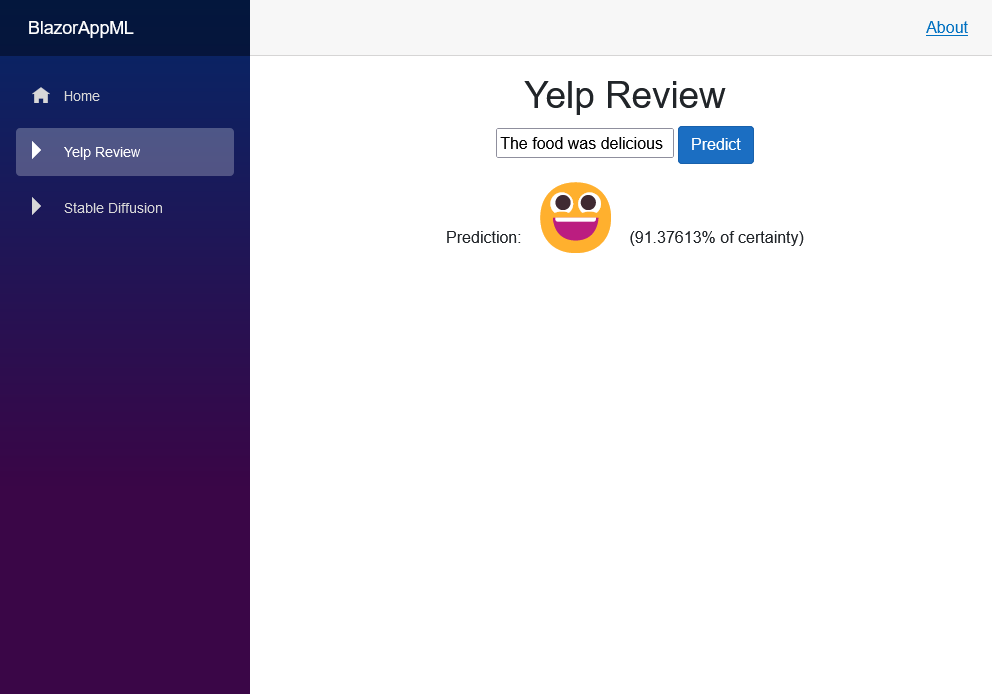 BlazorAppML
About
Home
Yelp Review
Stable Diffusion
Yelp Review
The food was delicious Predict
Prediction: (91.37613% of certainty)